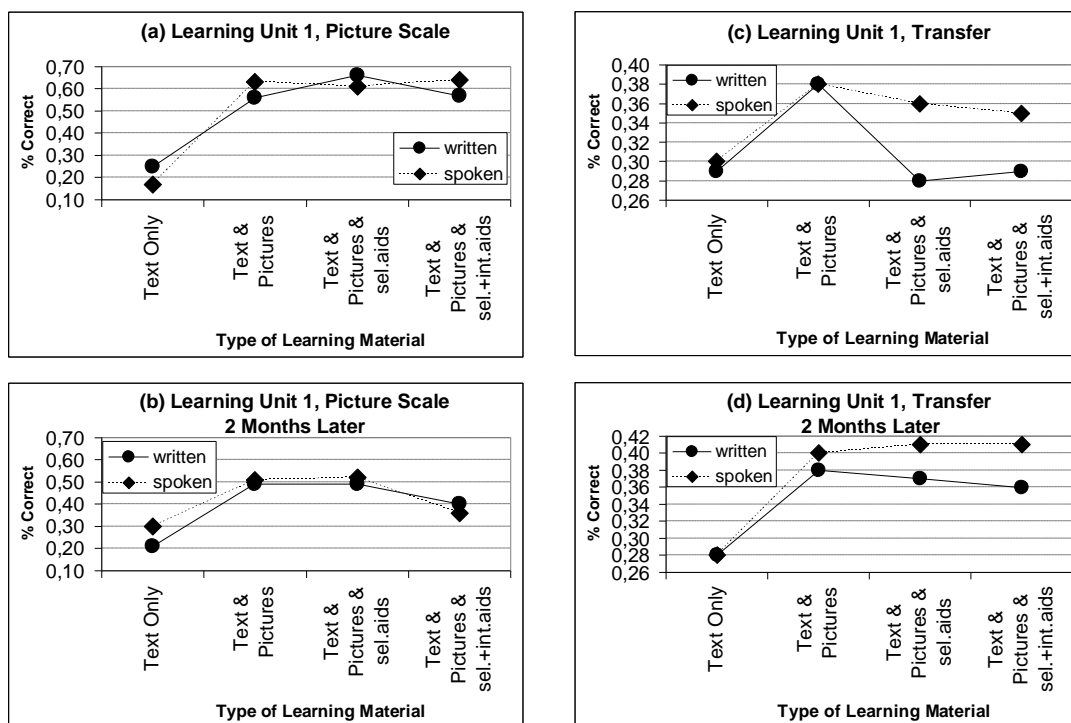 (a) Learning Unit 1, Picture Scale
0,70
0,60
0,50
0,40
0,30
0,20
0,10
% Correct
written
spoken
Text Only
Text &
Pictures
Text &
Pictures &
sel.aids
Text &
Pictures &
sel.+int.aids
Type of Learning Material
(c) Learning Unit 1, Transfer
0,40
0,38
0,36
0,34
0,32
0,30
0,28
0,26
% Correct
written
spoken
Text Only
Text &
Pictures
Text &
Pictures &
sel.aids
Text &
Pictures &
sel.+int.aids
Type of Learning Material
(b) Learning Unit 1, Picture Scale
2 Months Later
0,70
0,60
0,50
0,40
0,30
0,20
0,10
% Correct
written
spoken
Text Only
Text &
Pictures
Text &
Pictures &
sel.aids
Text &
Pictures &
sel.+int.aids
Type of Learning Material
(d) Learning Unit 1, Transfer
2 Months Later
0,42
0,40
0,38
0,36
0,34
0,32
0,30
0,28
0,26
% Correct
written
spoken
Text Only
Text &
Pictures
Text &
Pictures &
sel.aids
Text &
Pictures &
sel.+int.aids
Type of Learning Material